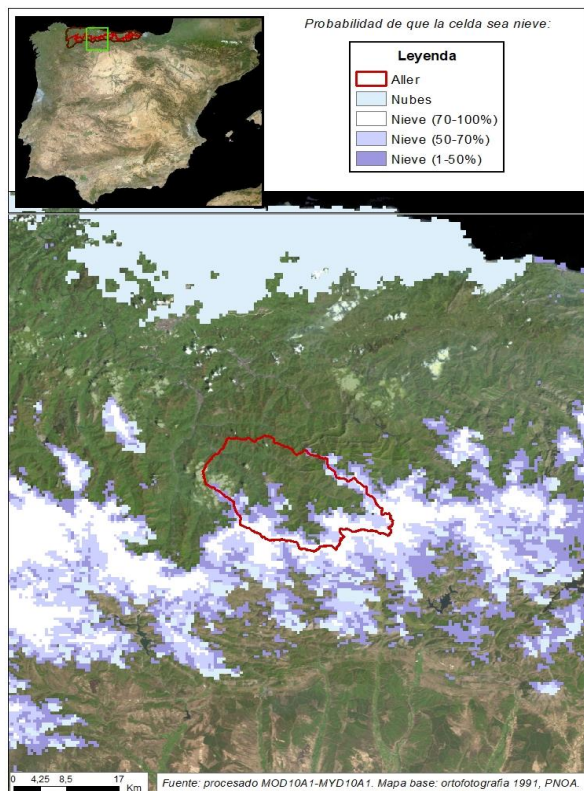 Probabilidad de que la celda sea nieve:
Leyenda
Aller
Nubes
Nieve (70-100%)
Nieve (50-70%)
Nieve (1-50%)
0 4,25 8,5 17
Km
Fuente: procesado MOD10A1-MYD10A1. Mapa base: ortofotografía 1991, PNOA.